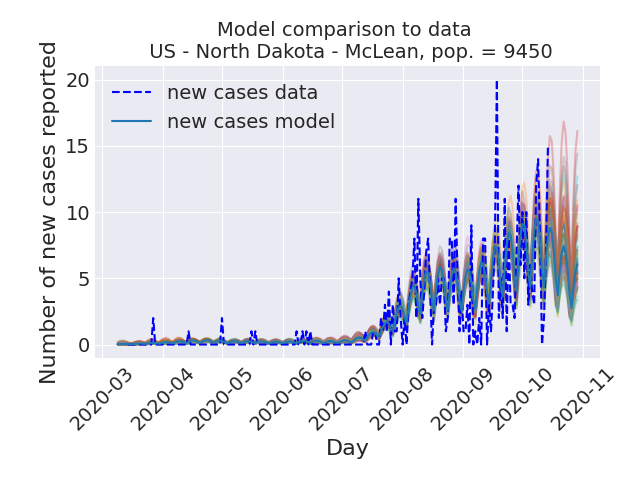 Model comparison to data
US - North Dakota - McLean, pop. = 9450
Number of new cases reported
20
15
10
5
0
new cases data
new cases model
2020-03
2020-04
2020-05
2020-06
2020-07
2020-08
2020-09
2020-10
2020-11
Day